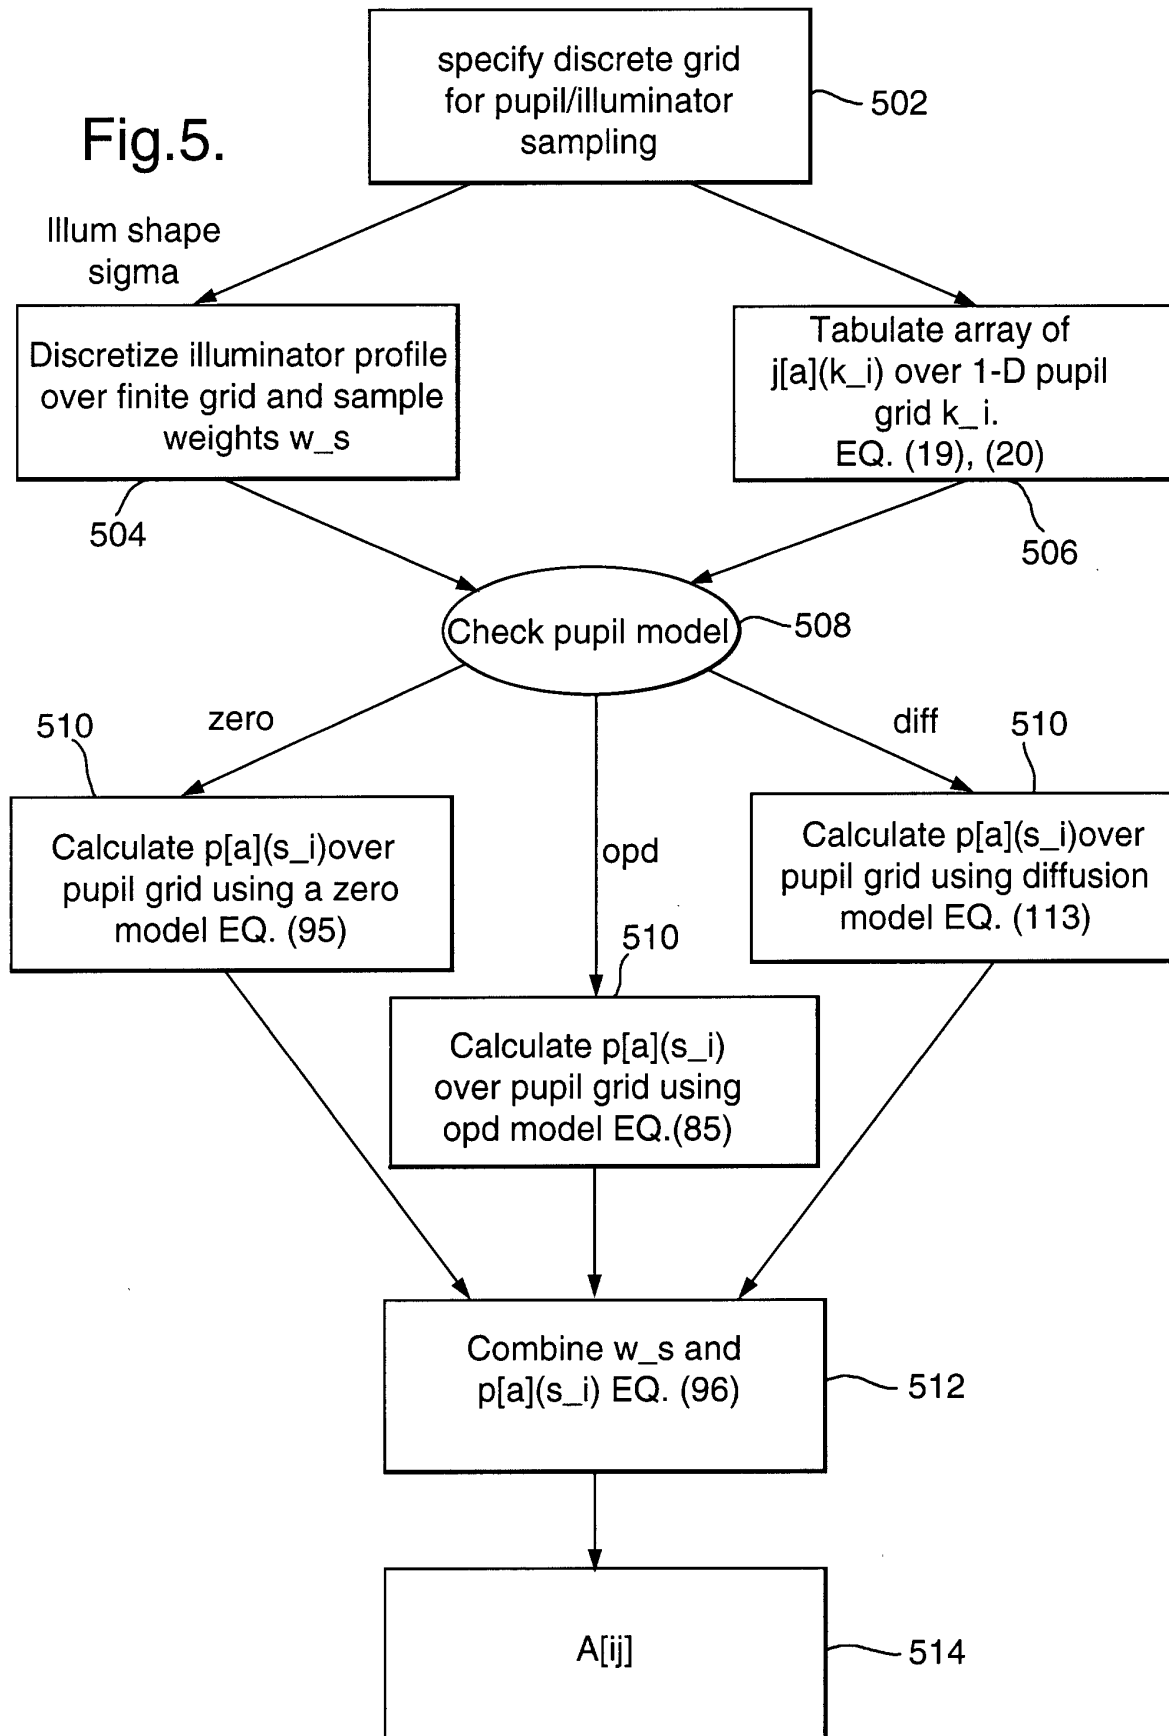 specify discrete grid
for pupil/illuminator
sampling
502
Fig.5.
Illum shape
sigma
Discretize illuminator profile
over finite grid and sample
weights w_s
504
Tabulate array of
j[a](k_i) over 1-D pupil
grid k_i.
EQ. (19), (20)
506
Check pupil model
508
zero
opd
diff
510
Calculate p[a](s_i)over
pupil grid using a zero
model EQ. (95)
510
Calculate p[a](s_i)
over pupil grid using
opd model EQ.(85)
510
Calculate p[a](s_i)over
pupil grid using diffusion
model EQ. (113)
Combine w_s and
p[a](s_i) EQ. (96)
512
A[ij]
514